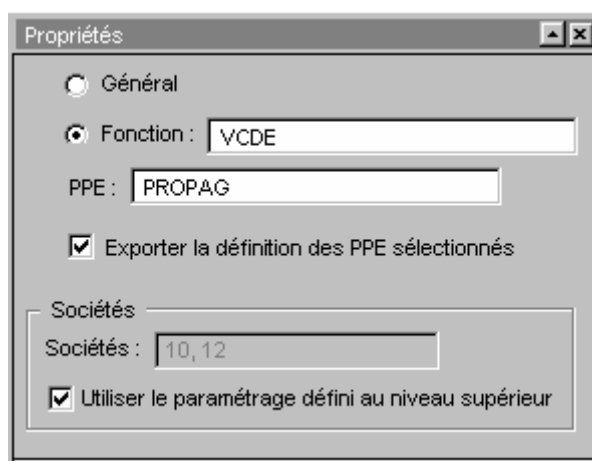 Propriétés
Général
Fonction : VCDE
PPE : PROPAG
Exporter la définition des PPE sélectionnés
Sociétés
Sociétés : 10, 12
Utiliser le paramétrage défini au niveau supérieur